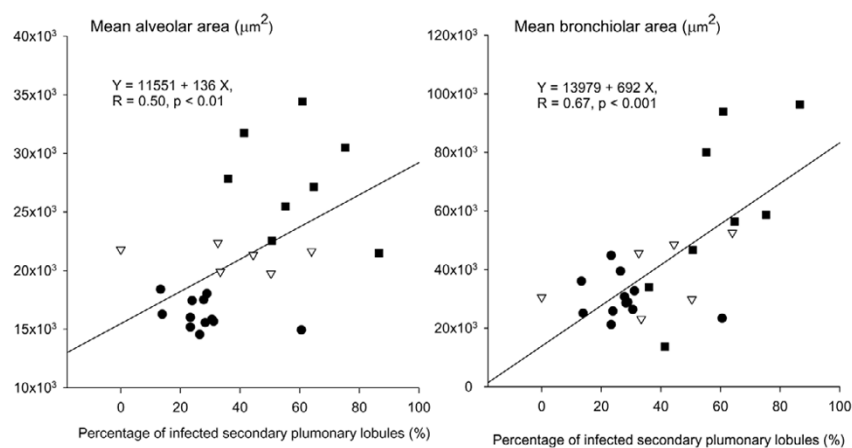 Mean alveolar area (μm²)
40x10³
35x10³
30x10³
25x10³
20x10³
15x10³
10x10³
Y = 11551 + 136 X,
R = 0.50, p < 0.01
0 20 40 60 80 100
Percentage of infected secondary plumonary lobules (%)
Mean bronchiolar area (μm²)
120x10³
100x10³
80x10³
60x10³
40x10³
20x10³
0
Y = 13979 + 692 X,
R = 0.67, p < 0.001
0 20 40 60 80 100
Percentage of infected secondary plumonary lobules (%)